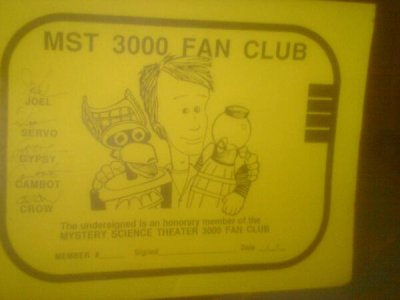 MST 3000 FAN CLUB
JOEL
SERVO
GYPSY
CAMBOT
CROW
The undersigned is an honorary member of the
MYSTERY SCIENCE THEATER 3000 FAN CLUB
MEMBER # Signed Date